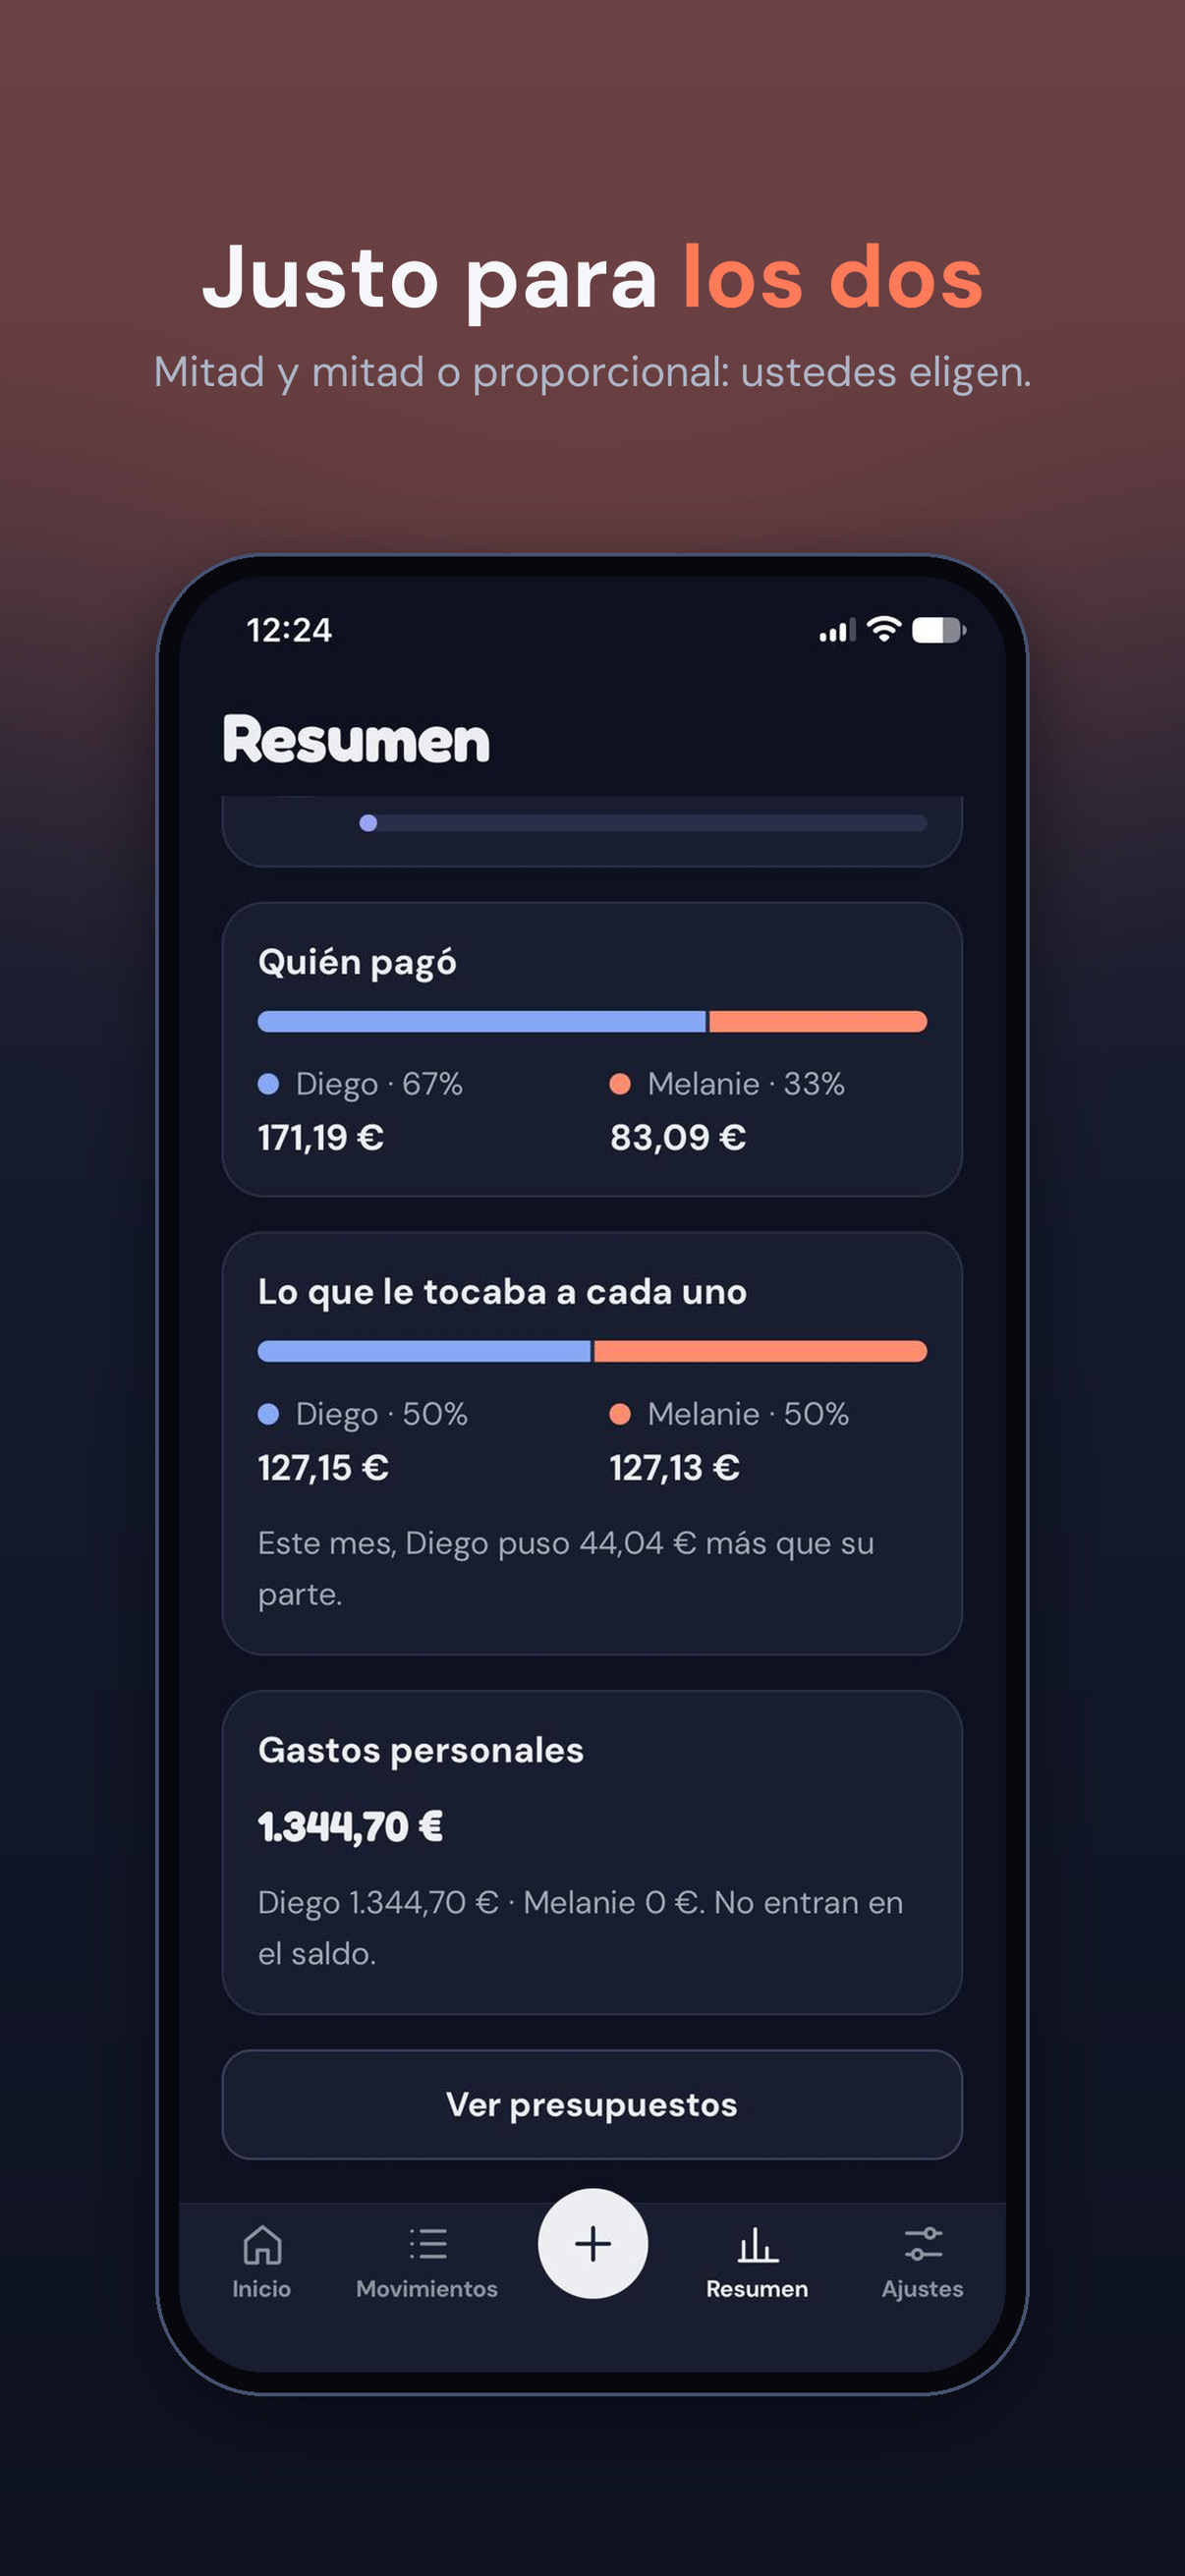 Justo para los dos
Mitad y mitad o proporcional: ustedes eligen.
12:24
Resumen
Quién pagó
Diego · 67%
Melanie · 33%
171,19 €
83,09 €
Lo que le tocaba a cada uno
Diego · 50%
Melanie · 50%
127,15 €
127,13 €
Este mes, Diego puso 44,04 € más que su
parte.
Gastos personales
1.344,70 €
Diego 1.344,70 € · Melanie 0 €. No entran en
el saldo.
Ver presupuestos
Inicio
Movimientos
Resumen
Ajustes